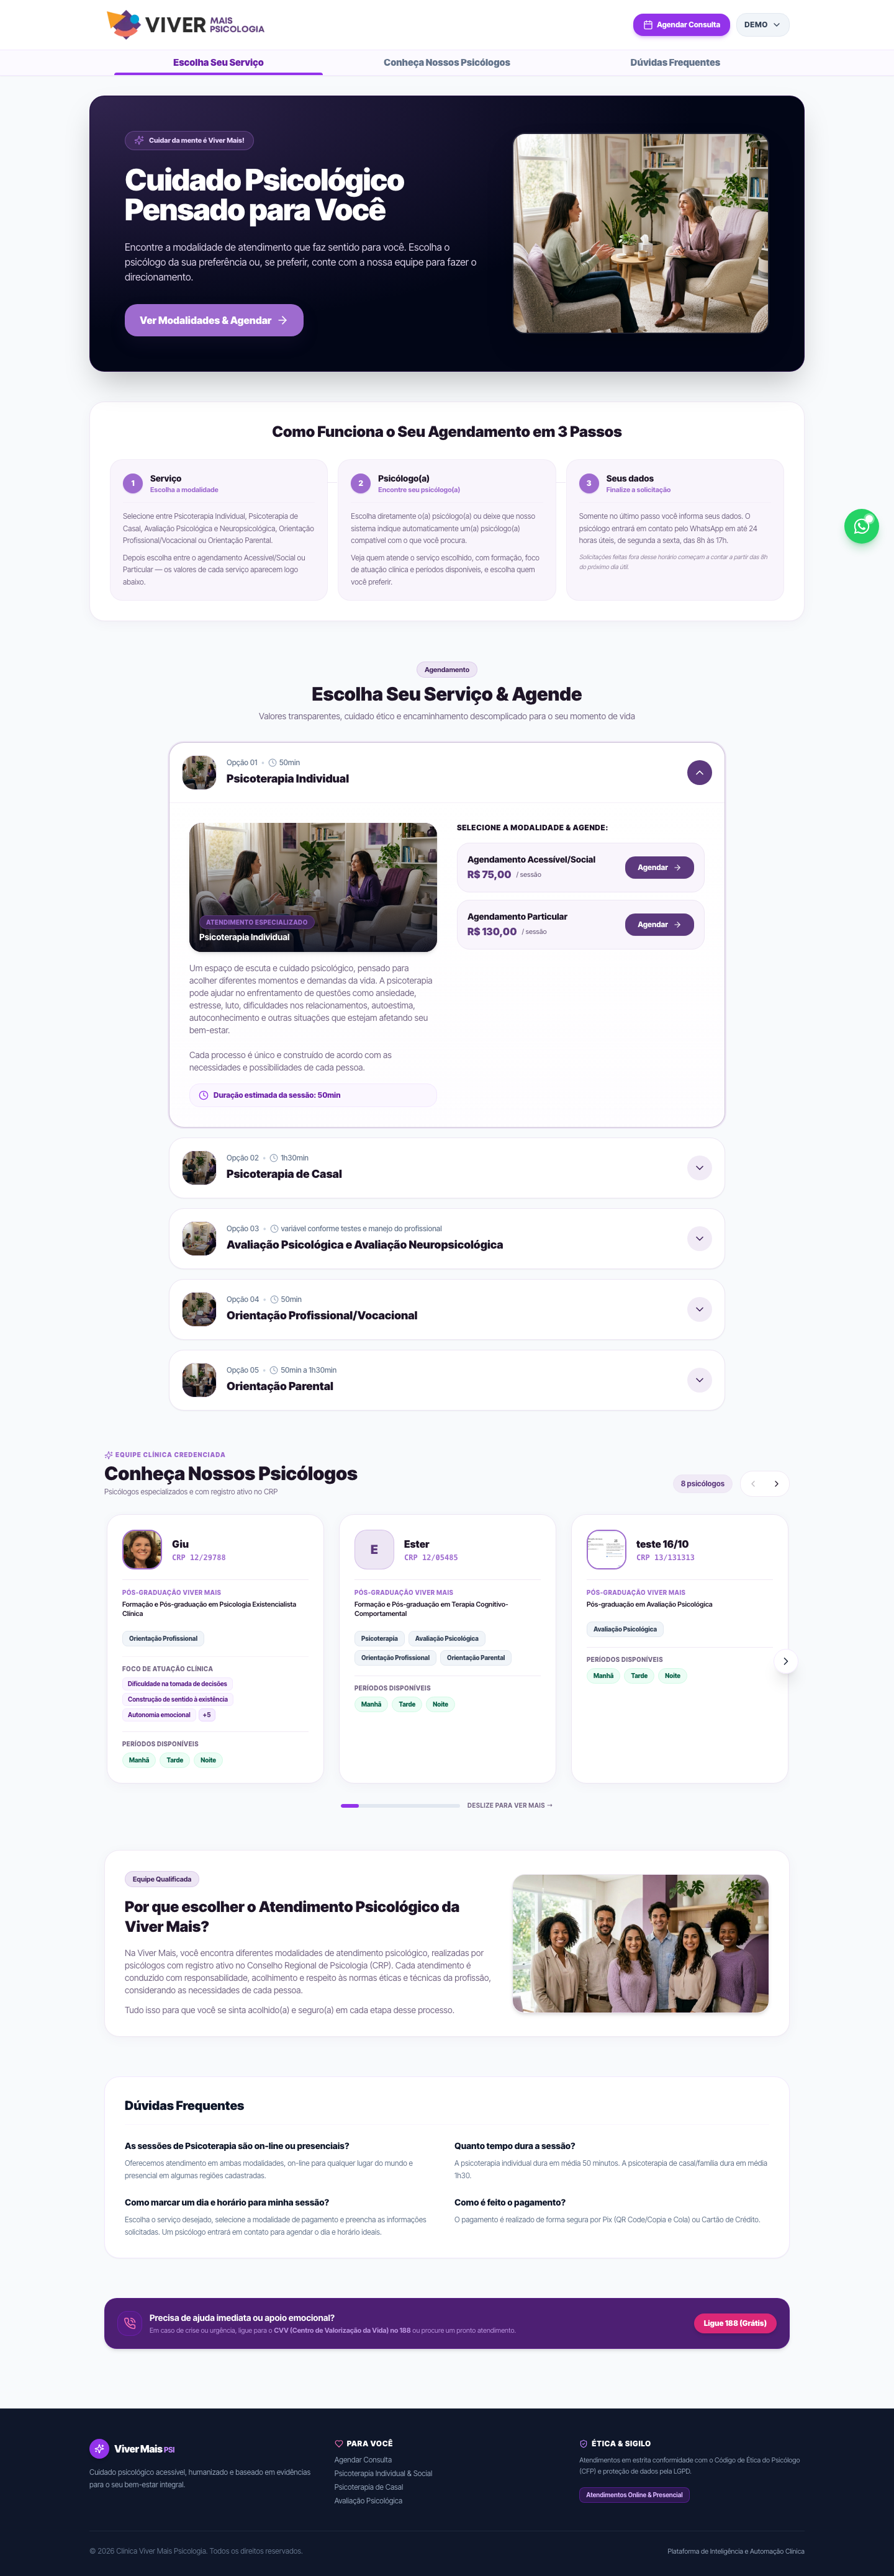 VIVER MAIS PSICOLOGIA
Agendar Consulta
DEMO
Escolha Seu Serviço
Conheça Nossos Psicólogos
Dúvidas Frequentes
Cuidar da mente é Viver Mais!
Cuidado Psicológico
Pensado para Você
Encontre a modalidade de atendimento que faz sentido para você. Escolha o
psicólogo da sua preferência ou, se preferir, conte com a nossa equipe para fazer o
direcionamento.
Ver Modalidades & Agendar
Como Funciona o Seu Agendamento em 3 Passos
1
Serviço
Escolha a modalidade
Selecione entre Psicoterapia Individual, Psicoterapia de
Casal, Avaliação Psicológica e Neuropsicológica, Orientação
Profissional/Vocacional ou Orientação Parental.
Depois escolha entre o agendamento Acessível/Social ou
Particular — os valores de cada serviço aparecem logo
abaixo.
2
Psicólogo(a)
Encontre seu psicólogo(a)
Escolha diretamente o(a) psicólogo(a) ou deixe que nosso
sistema indique automaticamente um(a) psicólogo(a)
compatível com o que você procura.
Veja quem atende o serviço escolhido, com formação, foco
de atuação clínica e períodos disponíveis, e escolha quem
você preferir.
3
Seus dados
Finalize a solicitação
Somente no último passo você informa seus dados. O
psicólogo entrará em contato pelo WhatsApp em até 24
horas úteis, de segunda a sexta, das 8h às 17h.
Solicitações feitas fora desse horário começam a contar a partir das 8h
do próximo dia útil.
Agendamento
Escolha Seu Serviço & Agende
Valores transparentes, cuidado ético e encaminhamento descomplicado para o seu momento de vida
Opção 01 • 50min
Psicoterapia Individual
ATENDIMENTO ESPECIALIZADO
Psicoterapia Individual
Um espaço de escuta e cuidado psicológico, pensado para
acolher diferentes momentos e demandas da vida. A psicoterapia
pode ajudar no enfrentamento de questões como ansiedade,
estresse, luto, dificuldades nos relacionamentos, autoestima,
autoconhecimento e outras situações que estejam afetando seu
bem-estar.
Cada processo é único e construído de acordo com as
necessidades e possibilidades de cada pessoa.
Duração estimada da sessão: 50min
SELECIONE A MODALIDADE & AGENDE:
Agendamento Acessível/Social
R$ 75,00 / sessão
Agendar
Agendamento Particular
R$ 130,00 / sessão
Agendar
Opção 02 • 1h30min
Psicoterapia de Casal
Opção 03 • variável conforme testes e manejo do profissional
Avaliação Psicológica e Avaliação Neuropsicológica
Opção 04 • 50min
Orientação Profissional/Vocacional
Opção 05 • 50min a 1h30min
Orientação Parental
EQUIPE CLÍNICA CREDENCIADA
Conheça Nossos Psicólogos
Psicólogos especializados e com registro ativo no CRP
8 psicólogos
Giu
CRP 12/29788
PÓS-GRADUAÇÃO VIVER MAIS
Formação e Pós-graduação em Psicologia Existencialista
Clínica
Orientação Profissional
FOCO DE ATUAÇÃO CLÍNICA
Dificuldade na tomada de decisões
Construção de sentido à existência
Autonomia emocional +5
PERÍODOS DISPONÍVEIS
Manhã Tarde Noite
E
Ester
CRP 12/05485
PÓS-GRADUAÇÃO VIVER MAIS
Formação e Pós-graduação em Terapia Cognitivo-
Comportamental
Psicoterapia Avaliação Psicológica
Orientação Profissional Orientação Parental
PERÍODOS DISPONÍVEIS
Manhã Tarde Noite
teste 16/10
CRP 13/131313
PÓS-GRADUAÇÃO VIVER MAIS
Pós-graduação em Avaliação Psicológica
Avaliação Psicológica
PERÍODOS DISPONÍVEIS
Manhã Tarde Noite
DESLIZE PARA VER MAIS →
Equipe Qualificada
Por que escolher o Atendimento Psicológico da
Viver Mais?
Na Viver Mais, você encontra diferentes modalidades de atendimento psicológico, realizadas por
psicólogos com registro ativo no Conselho Regional de Psicologia (CRP). Cada atendimento é
conduzido com responsabilidade, acolhimento e respeito às normas éticas e técnicas da profissão,
considerando as necessidades de cada pessoa.
Tudo isso para que você se sinta acolhido(a) e seguro(a) em cada etapa desse processo.
Dúvidas Frequentes
As sessões de Psicoterapia são on-line ou presenciais?
Oferecemos atendimento em ambas modalidades, on-line para qualquer lugar do mundo e
presencial em algumas regiões cadastradas.
Quanto tempo dura a sessão?
A psicoterapia individual dura em média 50 minutos. A psicoterapia de casal/família dura em média
1h30.
Como marcar um dia e horário para minha sessão?
Escolha o serviço desejado, selecione a modalidade de pagamento e preencha as informações
solicitadas. Um psicólogo entrará em contato para agendar o dia e horário ideais.
Como é feito o pagamento?
O pagamento é realizado de forma segura por Pix (QR Code/Copia e Cola) ou Cartão de Crédito.
Precisa de ajuda imediata ou apoio emocional?
Em caso de crise ou urgência, ligue para o CVV (Centro de Valorização da Vida) no 188 ou procure um pronto atendimento.
Ligue 188 (Grátis)
Viver Mais PSI
Cuidado psicológico acessível, humanizado e baseado em evidências
para o seu bem-estar integral.
PARA VOCÊ
Agendar Consulta
Psicoterapia Individual & Social
Psicoterapia de Casal
Avaliação Psicológica
ÉTICA & SIGILO
Atendimentos em estrita conformidade com o Código de Ética do Psicólogo
(CFP) e proteção de dados pela LGPD.
Atendimentos Online & Presencial
© 2026 Clínica Viver Mais Psicologia. Todos os direitos reservados.
Plataforma de Inteligência e Automação Clínica